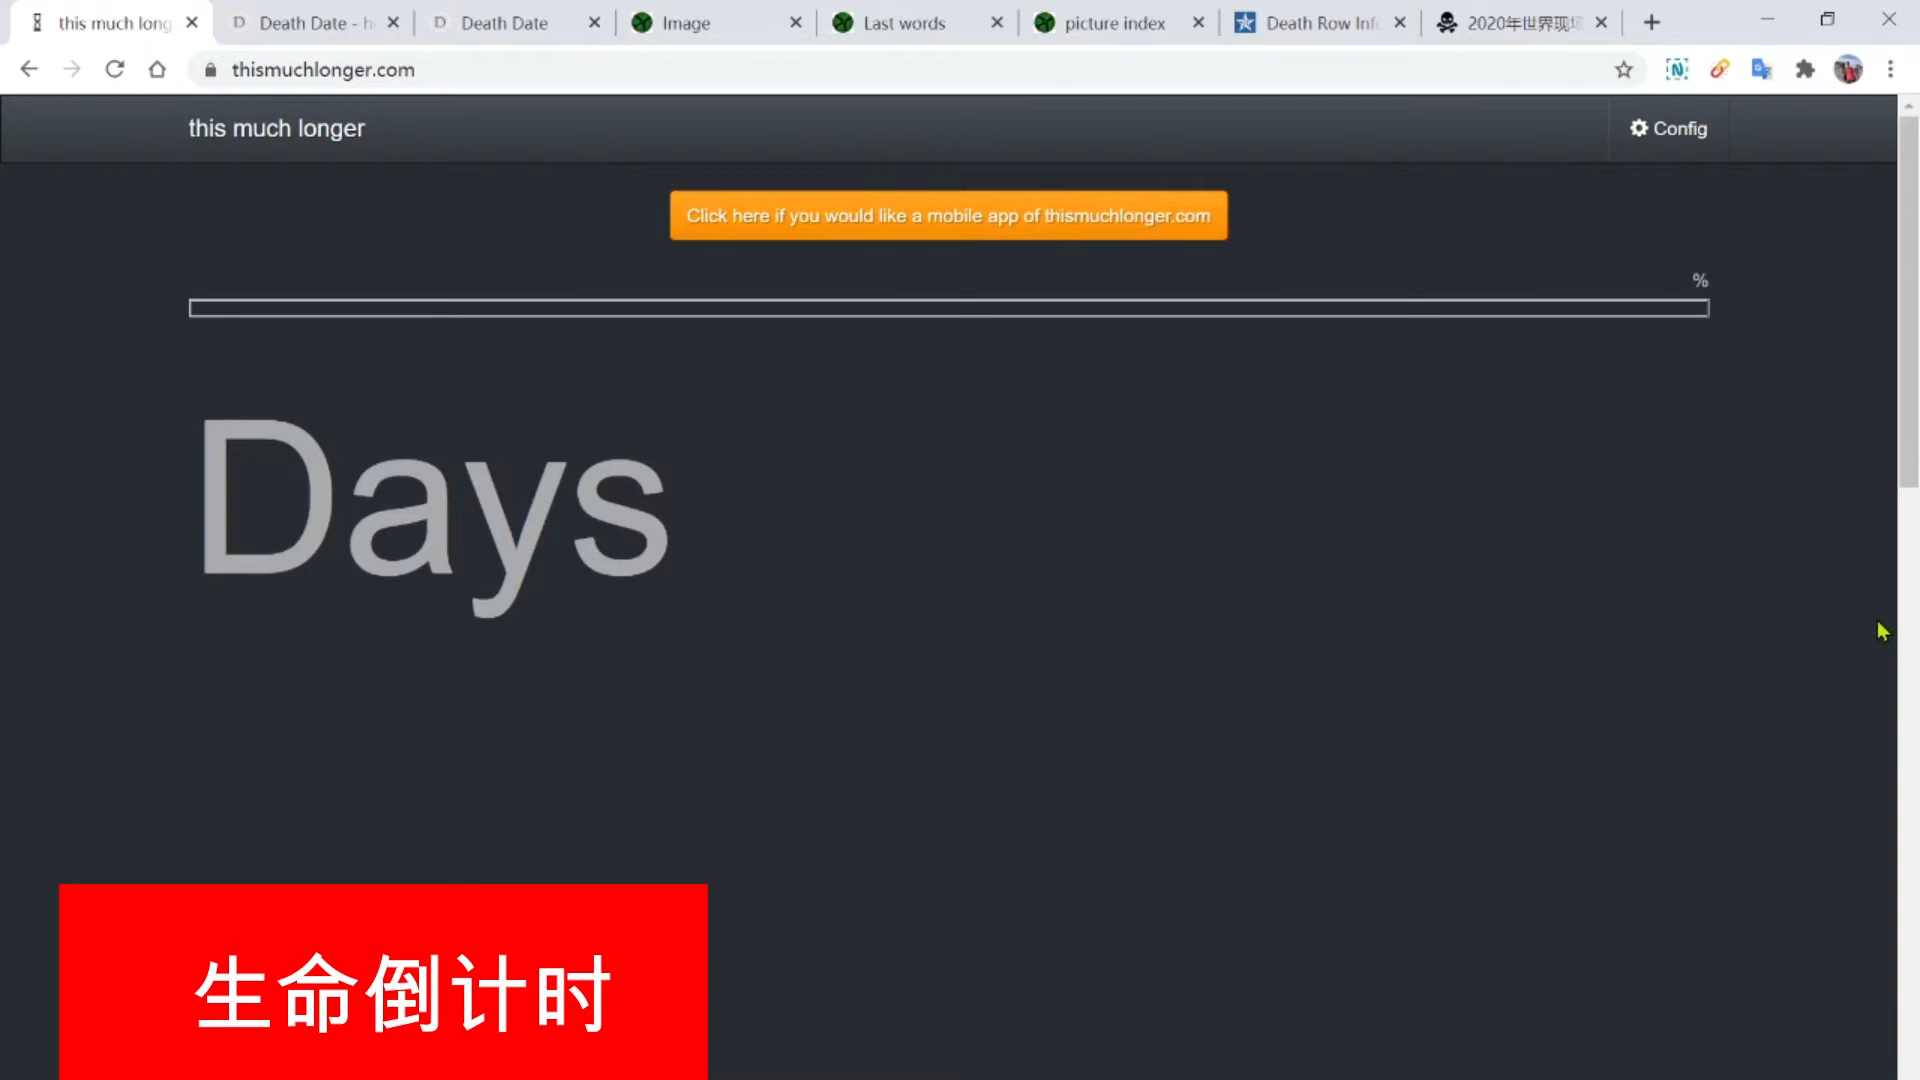 this much long
Death Date - h
Death Date
Image
Last words
picture index
Death Row Inf
2020年世界现场
thismuchlonger.com
this much longer
Config
Click here if you would like a mobile app of thismuchlonger.com
%
Days
生命倒计时